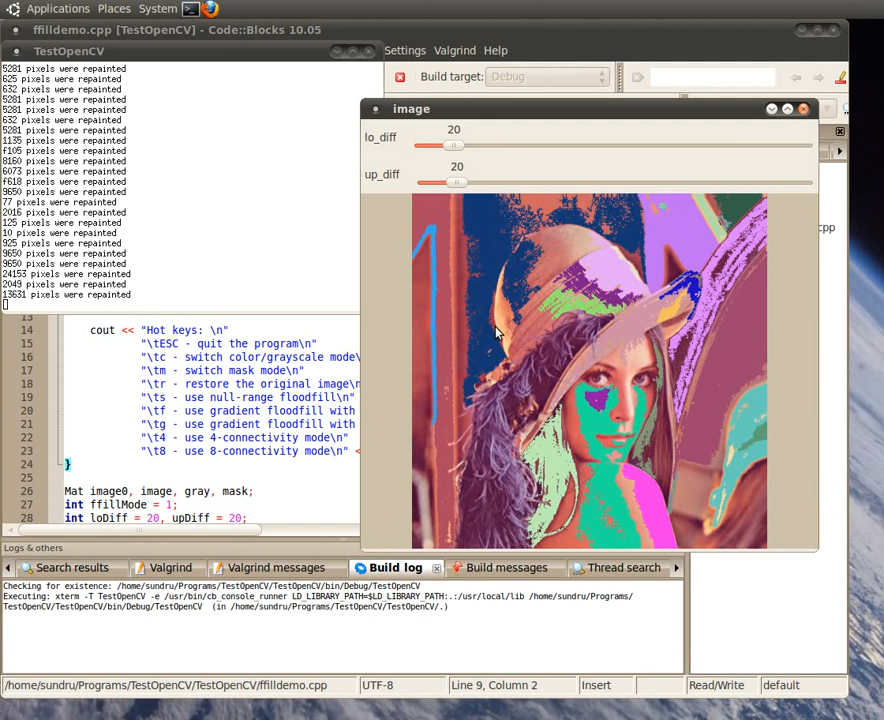 Applications Places System
ffilldemo.cpp [TestOpenCV] - Code::Blocks 10.05
TestOpenCV
Settings Valgrind Help
Build target: Debug
5281 pixels were repainted
625 pixels were repainted
632 pixels were repainted
5281 pixels were repainted
5281 pixels were repainted
632 pixels were repainted
5281 pixels were repainted
1135 pixels were repainted
f105 pixels were repainted
8160 pixels were repainted
6073 pixels were repainted
f618 pixels were repainted
9650 pixels were repainted
77 pixels were repainted
2016 pixels were repainted
125 pixels were repainted
10 pixels were repainted
925 pixels were repainted
9650 pixels were repainted
9650 pixels were repainted
24153 pixels were repainted
2049 pixels were repainted
13631 pixels were repainted
image
lo_diff 20
up_diff 20
cpp
13
14 cout << "Hot keys: \n"
15 "\tESC - quit the program\n"
16 "\tc - switch color/grayscale mode\
17 "\tm - switch mask mode\n"
18 "\tr - restore the original image\n
19 "\ts - use null-range floodfill\n"
20 "\tf - use gradient floodfill with
21 "\tg - use gradient floodfill with
22 "\t4 - use 4-connectivity mode\n"
23 "\t8 - use 8-connectivity mode\n" <
24 }
25
26 Mat image0, image, gray, mask;
27 int ffillMode = 1;
28 int loDiff = 20, upDiff = 20;
Logs & others
Search results Valgrind Valgrind messages Build log Build messages Thread search
Checking for existence: /home/sundru/Programs/TestOpenCV/TestOpenCV/bin/Debug/TestOpenCV
Executing: xterm -T TestOpenCV -e /usr/bin/cb_console_runner LD_LIBRARY_PATH=$LD_LIBRARY_PATH:.:/usr/local/lib /home/sundru/Programs/
TestOpenCV/TestOpenCV/bin/Debug/TestOpenCV (in /home/sundru/Programs/TestOpenCV/TestOpenCV/.)
/home/sundru/Programs/TestOpenCV/TestOpenCV/ffilldemo.cpp UTF-8 Line 9, Column 2 Insert Read/Write default